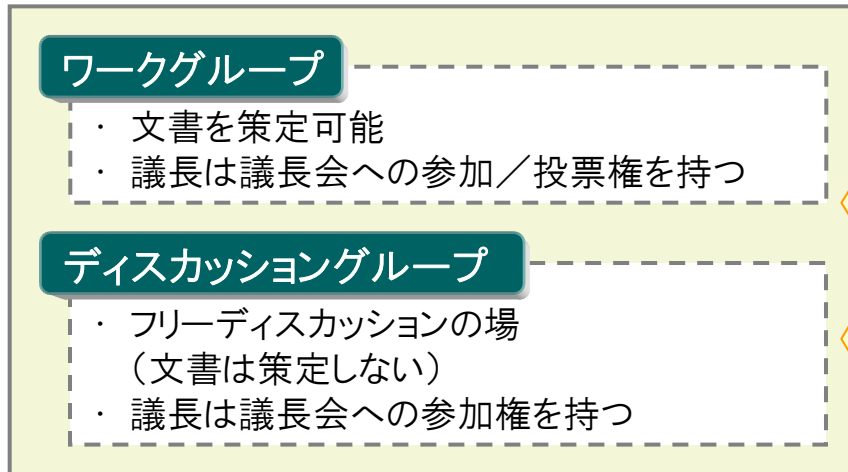 ワークグループ
· 文書を策定可能
· 議長は議長会への参加／投票権を持つ
ディスカッショングループ
· フリーディスカッションの場
（文書は策定しない）
· 議長は議長会への参加権を持つ